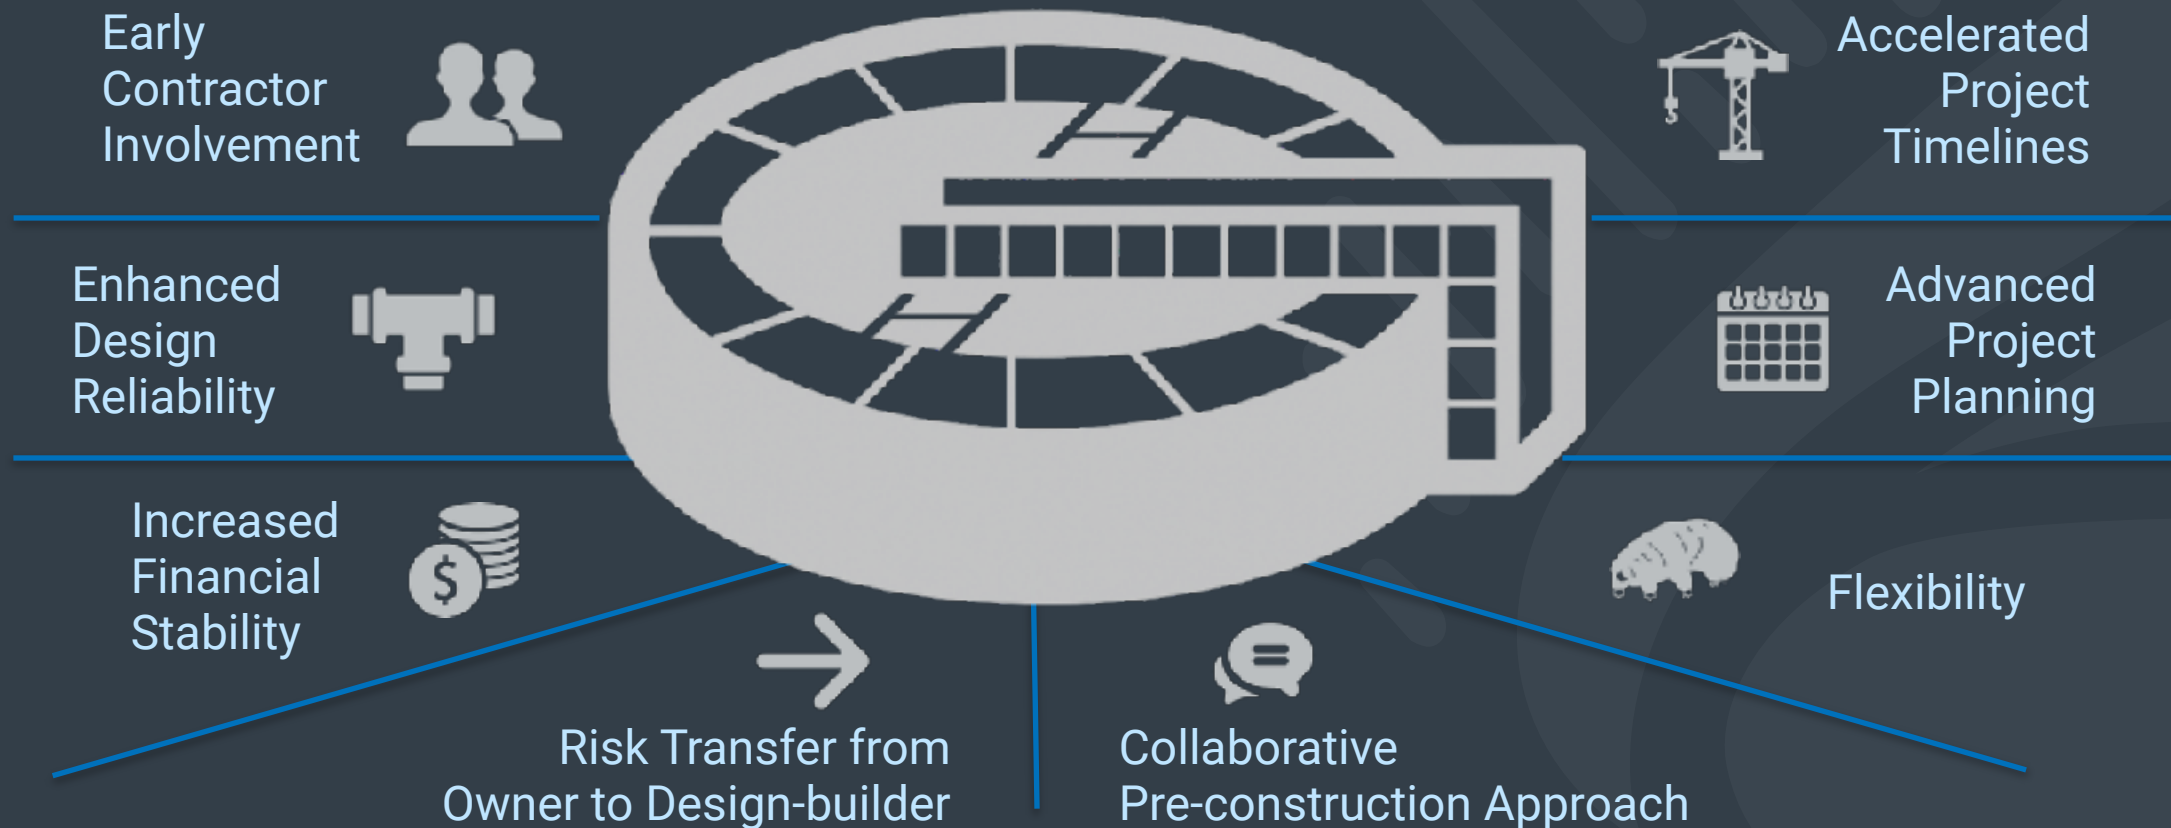 Early
Contractor
Involvement
Accelerated
Project
Timelines
Enhanced
Design
Reliability
Advanced
Project
Planning
Increased
Financial
Stability
$
Flexibility
Risk Transfer from
Owner to Design-builder
Collaborative
Pre-construction Approach